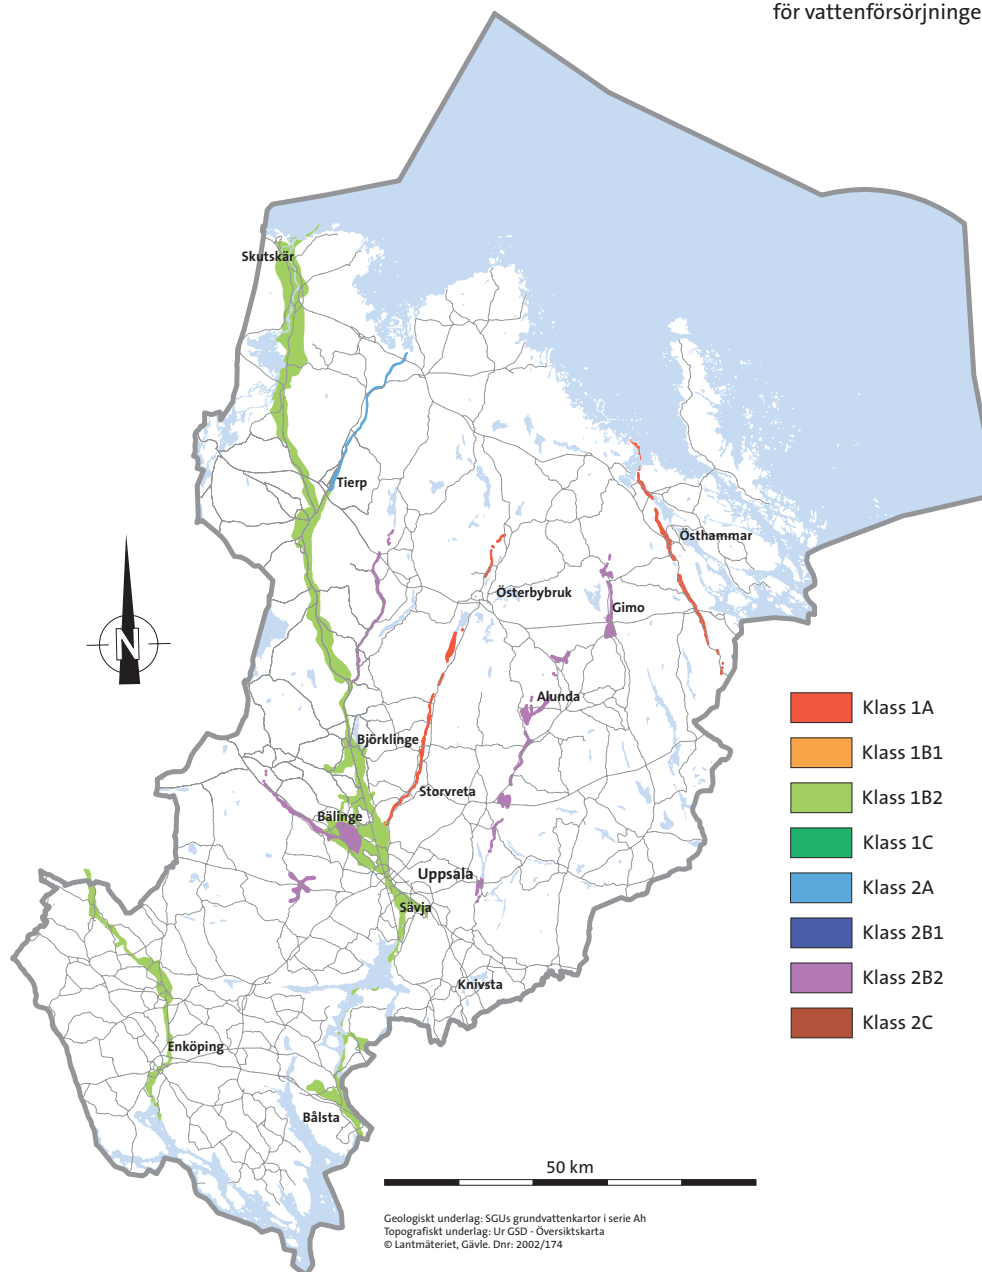 för vattenförsörjninge
Skutskär
Tierp
Östhammar
Österbybruk
Gimo
Alunda
Björklinge
Storvreta
Bälinge
Uppsala
Sävja
Knivsta
Enköping
Bålsta
N
Klass 1A
Klass 1B1
Klass 1B2
Klass 1C
Klass 2A
Klass 2B1
Klass 2B2
Klass 2C
50 km
Geologiskt underlag: SGUs grundvattenkartor i serie Ah
Topografiskt underlag: Ur GSD - Översiktskarta
© Lantmäteriet, Gävle. Dnr: 2002/174